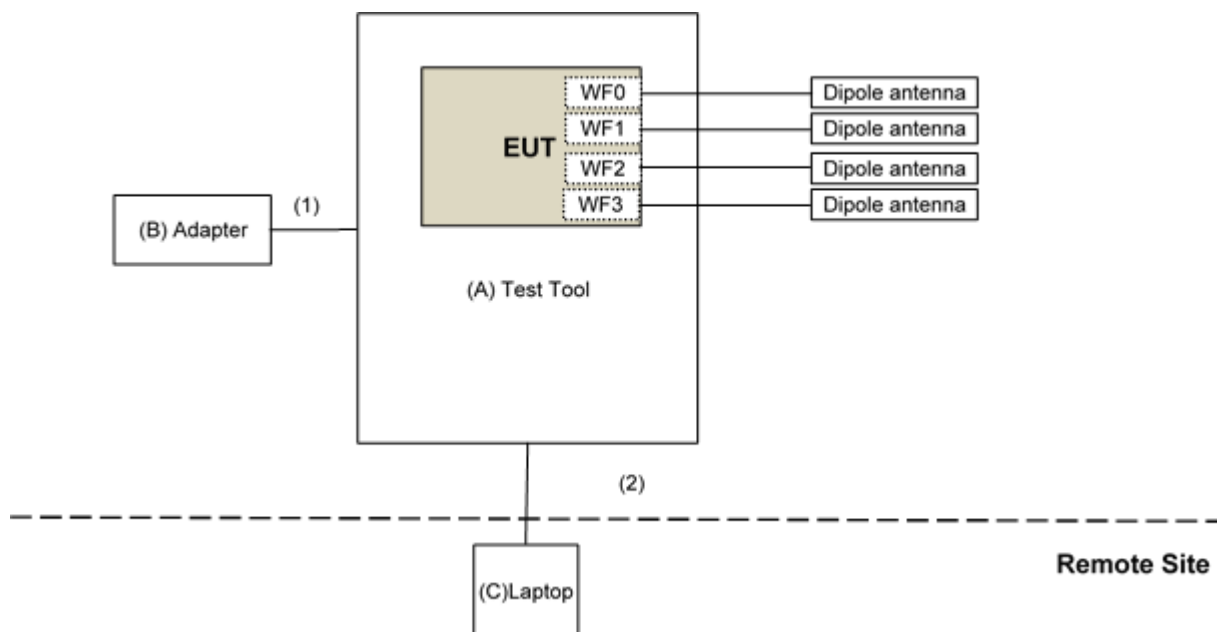 WF0
Dipole antenna
WF1
Dipole antenna
EUT
WF2
Dipole antenna
WF3
Dipole antenna
(1)
(B) Adapter
(A) Test Tool
(2)
Remote Site
(C)Laptop